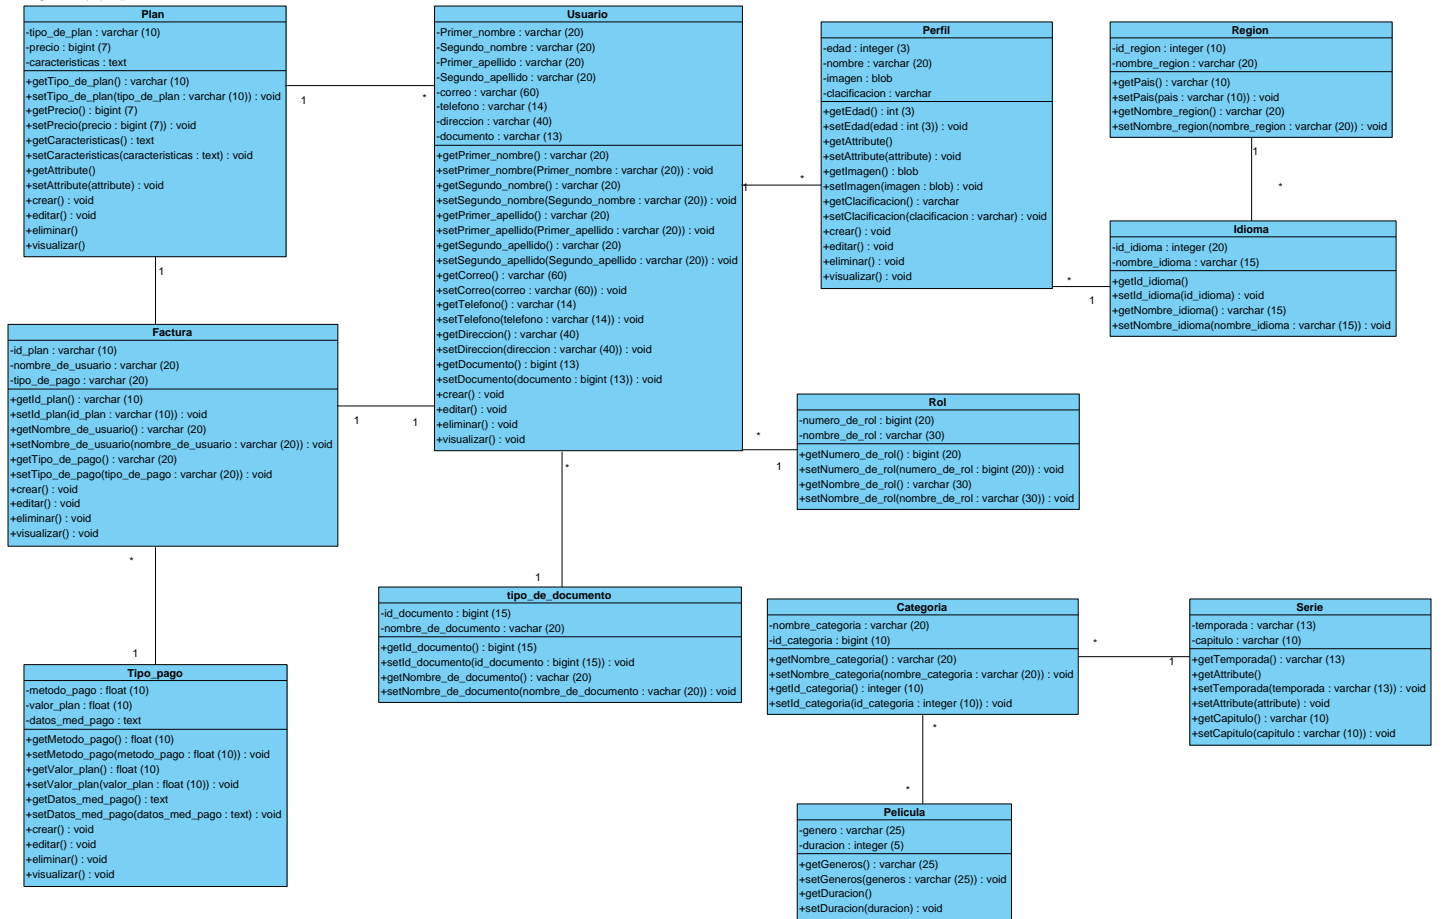 Plan
-tipo_de_plan : varchar (10)
-precio : bigint (7)
-caracteristicas : text
+getTipo_de_plan() : varchar (10)
+setTipo_de_plan(tipo_de_plan : varchar (10)) : void
+getPrecio() : bigint (7)
+setPrecio(precio : bigint (7)) : void
+getCaracteristicas() : text
+setCaracteristicas(caracteristicas : text) : void
+getAttribute()
+setAttribute(attribute) : void
+crear() : void
+editar() : void
+eliminar()
+visualizar()
1
*
1
Usuario
-Primer_nombre : varchar (20)
-Segundo_nombre : varchar (20)
-Primer_apellido : varchar (20)
-Segundo_apellido : varchar (20)
-correo : varchar (60)
-telefono : varchar (14)
-direccion : varchar (40)
-documento : varchar (13)
+getPrimer_nombre() : varchar (20)
+setPrimer_nombre(Primer_nombre : varchar (20)) : void
+getSegundo_nombre() : varchar (20)
+setSegundo_nombre(Segundo_nombre : varchar (20)) : void
+getPrimer_apellido() : varchar (20)
+setPrimer_apellido(Primer_apellido : varchar (20)) : void
+getSegundo_apellido() : varchar (20)
+setSegundo_apellido(Segundo_apellido : varchar (20)) : void
+getCorreo() : varchar (60)
+setCorreo(correo : varchar (60)) : void
+getTelefono() : varchar (14)
+setTelefono(telefono : varchar (14)) : void
+getDireccion() : varchar (40)
+setDireccion(direccion : varchar (40)) : void
+getDocumento() : bigint (13)
+setDocumento(documento : bigint (13)) : void
+crear() : void
+editar() : void
+eliminar() : void
+visualizar() : void
1
*
Perfil
-edad : integer (3)
-nombre : varchar (20)
-imagen : blob
-clacificacion : varchar
+getEdad() : int (3)
+setEdad(edad : int (3)) : void
+getAttribute()
+setAttribute(attribute) : void
+getImagen() : blob
+setImagen(imagen : blob) : void
+getClacificacion() : varchar
+setClacificacion(clacificacion : varchar) : void
+crear() : void
+editar() : void
+eliminar() : void
+visualizar() : void
*
1
Region
-id_region : integer (10)
-nombre_region : varchar (20)
+getPais() : varchar (10)
+setPais(pais : varchar (10)) : void
+getNombre_region() : varchar (20)
+setNombre_region(nombre_region : varchar (20)) : void
1
*
Idioma
-id_idioma : integer (20)
-nombre_idioma : varchar (15)
+getId_idioma()
+setId_idioma(id_idioma) : void
+getNombre_idioma() : varchar (15)
+setNombre_idioma(nombre_idioma : varchar (15)) : void
Factura
-id_plan : varchar (10)
-nombre_de_usuario : varchar (20)
-tipo_de_pago : varchar (20)
+getId_plan() : varchar (10)
+setId_plan(id_plan : varchar (10)) : void
+getNombre_de_usuario() : varchar (20)
+setNombre_de_usuario(nombre_de_usuario : varchar (20)) : void
+getTipo_de_pago() : varchar (20)
+setTipo_de_pago(tipo_de_pago : varchar (20)) : void
+crear() : void
+editar() : void
+eliminar() : void
+visualizar() : void
1
1
*
1
Rol
-numero_de_rol : bigint (20)
-nombre_de_rol : varchar (30)
+getNumero_de_rol() : bigint (20)
+setNumero_de_rol(numero_de_rol : bigint (20)) : void
+getNombre_de_rol() : varchar (30)
+setNombre_de_rol(nombre_de_rol : varchar (30)) : void
*
1
*
1
tipo_de_documento
-id_documento : bigint (15)
-nombre_de_documento : vachar (20)
+getId_documento() : bigint (15)
+setId_documento(id_documento : bigint (15)) : void
+getNombre_de_documento() : vachar (20)
+setNombre_de_documento(nombre_de_documento : vachar (20)) : void
Tipo_pago
-metodo_pago : float (10)
-valor_plan : float (10)
-datos_med_pago : text
+getMetodo_pago() : float (10)
+setMetodo_pago(metodo_pago : float (10)) : void
+getValor_plan() : float (10)
+setValor_plan(valor_plan : float (10)) : void
+getDatos_med_pago() : text
+setDatos_med_pago(datos_med_pago : text) : void
+crear() : void
+editar() : void
+eliminar() : void
+visualizar() : void
Categoria
-nombre_categoria : varchar (20)
-id_categoria : bigint (10)
+getNombre_categoria() : varchar (20)
+setNombre_categoria(nombre_categoria : varchar (20)) : void
+getId_categoria() : integer (10)
+setId_categoria(id_categoria : integer (10)) : void
*
1
Serie
-temporada : varchar (13)
-capitulo : varchar (10)
+getTemporada() : varchar (13)
+getAttribute()
+setTemporada(temporada : varchar (13)) : void
+setAttribute(attribute) : void
+getCapitulo() : varchar (10)
+setCapitulo(capitulo : varchar (10)) : void
*
*
Pelicula
-genero : varchar (25)
-duracion : integer (5)
+getGeneros() : varchar (25)
+setGeneros(generos : varchar (25)) : void
+getDuracion()
+setDuracion(duracion) : void